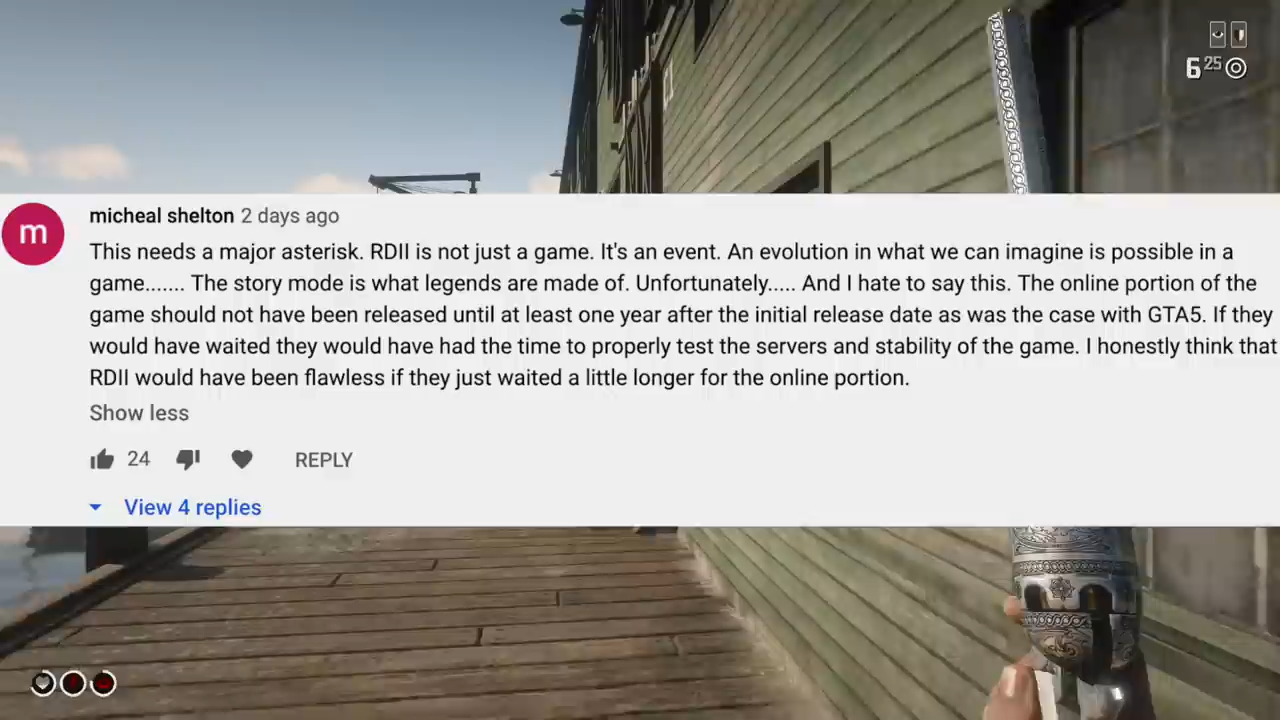 6 25
micheal shelton 2 days ago
m
This needs a major asterisk. RDII is not just a game. It's an event. An evolution in what we can imagine is possible in a
game....... The story mode is what legends are made of. Unfortunately..... And I hate to say this. The online portion of the
game should not have been released until at least one year after the initial release date as was the case with GTA5. If they
would have waited they would have had the time to properly test the servers and stability of the game. I honestly think that
RDII would have been flawless if they just waited a little longer for the online portion.
Show less
24 REPLY
View 4 replies